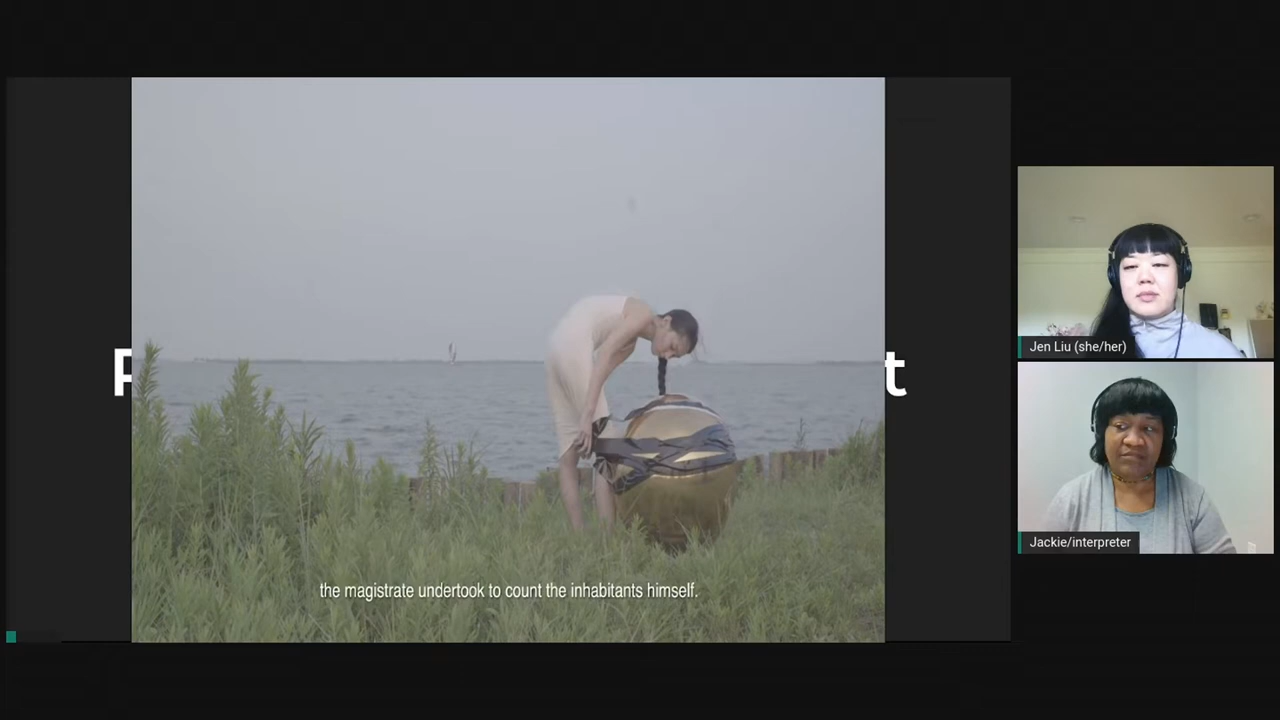 P
t
the magistrate undertook to count the inhabitants himself.
Jen Liu (she/her)
Jackie/interpreter